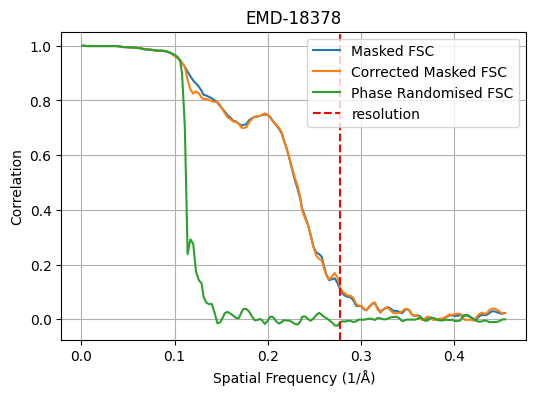 EMD-18378
Masked FSC
Corrected Masked FSC
Phase Randomised FSC
resolution
Correlation
1.0
0.8
0.6
0.4
0.2
0.0
0.0 0.1 0.2 0.3 0.4
Spatial Frequency (1/Å)